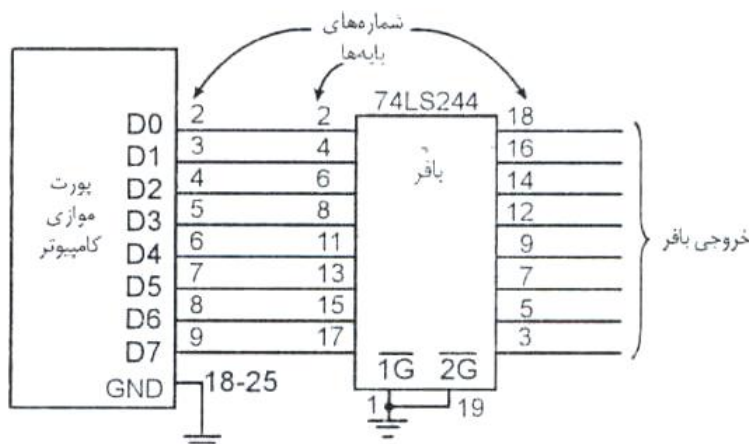 شماره‌های
پایه‌ها
74LS244
پورت
موازی
کامپیوتر
D0 2 2 18
D1 3 4 16
D2 4 6 14
D3 5 8 12
D4 6 11 9
D5 7 13 7
D6 8 15 5
D7 9 17 3
GND 18-25
بافر
1G 2G
1 19
خروجی بافر